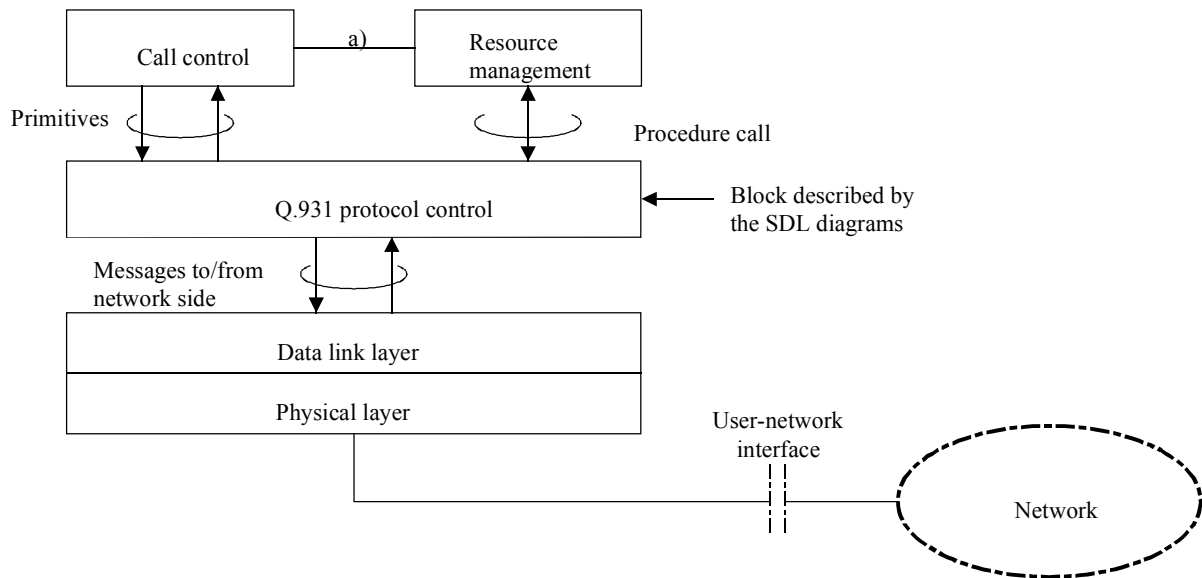 Call control
a)
Resource
management
Primitives
Procedure call
Q.931 protocol control
Block described by
the SDL diagrams
Messages to/from
network side
Data link layer
Physical layer
User-network
interface
Network